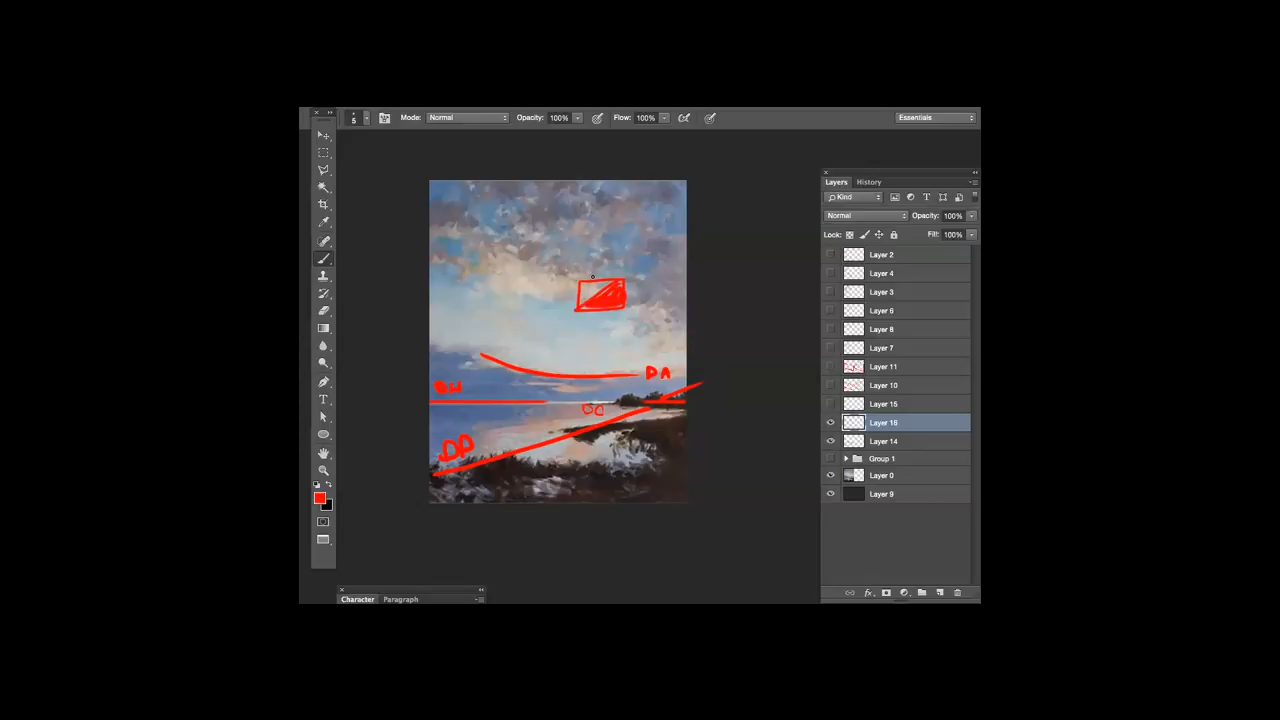 5 Mode: Normal Opacity: 100% Flow: 100% Essentials
Layers History
Kind
Normal Opacity: 100%
Lock: Fill: 100%
Layer 2
Layer 4
Layer 3
Layer 6
Layer 8
Layer 7
Layer 11
Layer 10
Layer 15
Layer 16
Layer 14
Group 1
Layer 0
Layer 9
DA
DD
fx
Character Paragraph